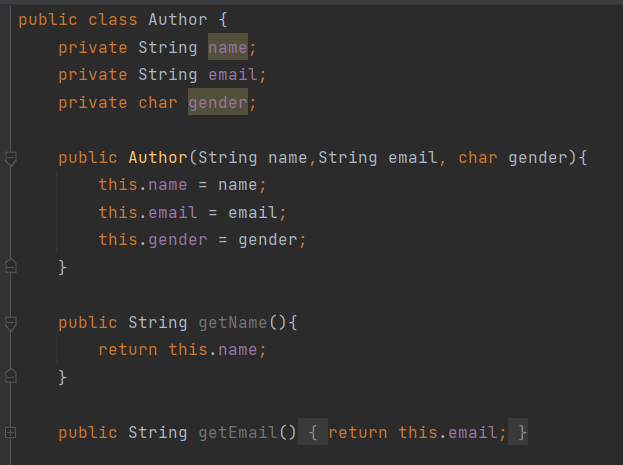 public class Author {
    private String name;
    private String email;
    private char gender;
    public Author(String name,String email, char gender){
        this.name = name;
        this.email = email;
        this.gender = gender;
    }
    public String getName(){
        return this.name;
    }
    public String getEmail() { return this.email; }